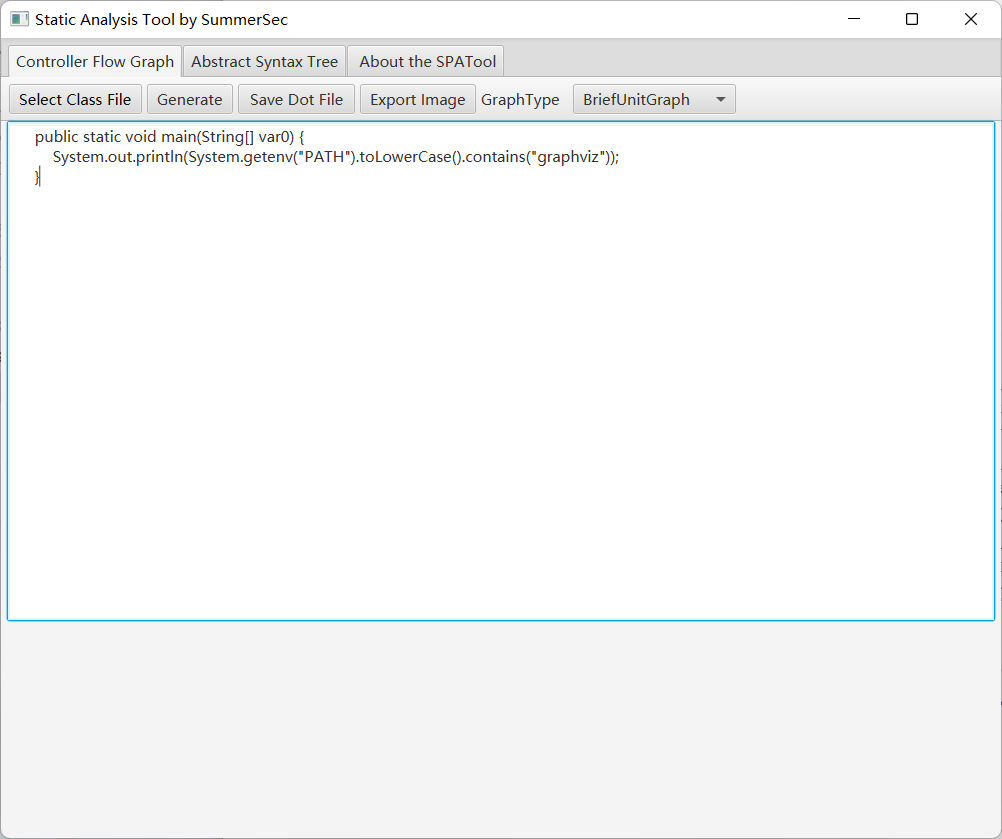 Static Analysis Tool by SummerSec
Controller Flow Graph Abstract Syntax Tree About the SPATool
Select Class File Generate Save Dot File Export Image GraphType BriefUnitGraph
public static void main(String[] var0) {
System.out.println(System.getenv("PATH").toLowerCase().contains("graphviz"));
}